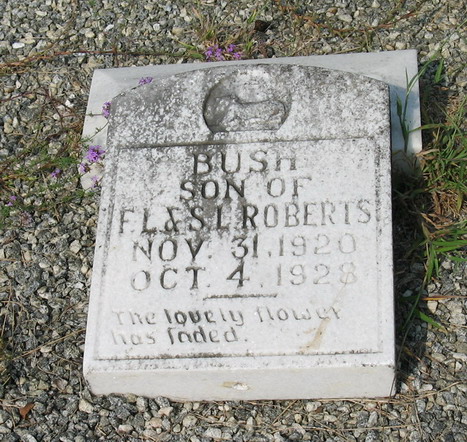 BUSH
SON OF
F.L. & S.L. ROBERTS
NOV. 31, 1920
OCT. 4, 1928
The lovely flower
has faded.